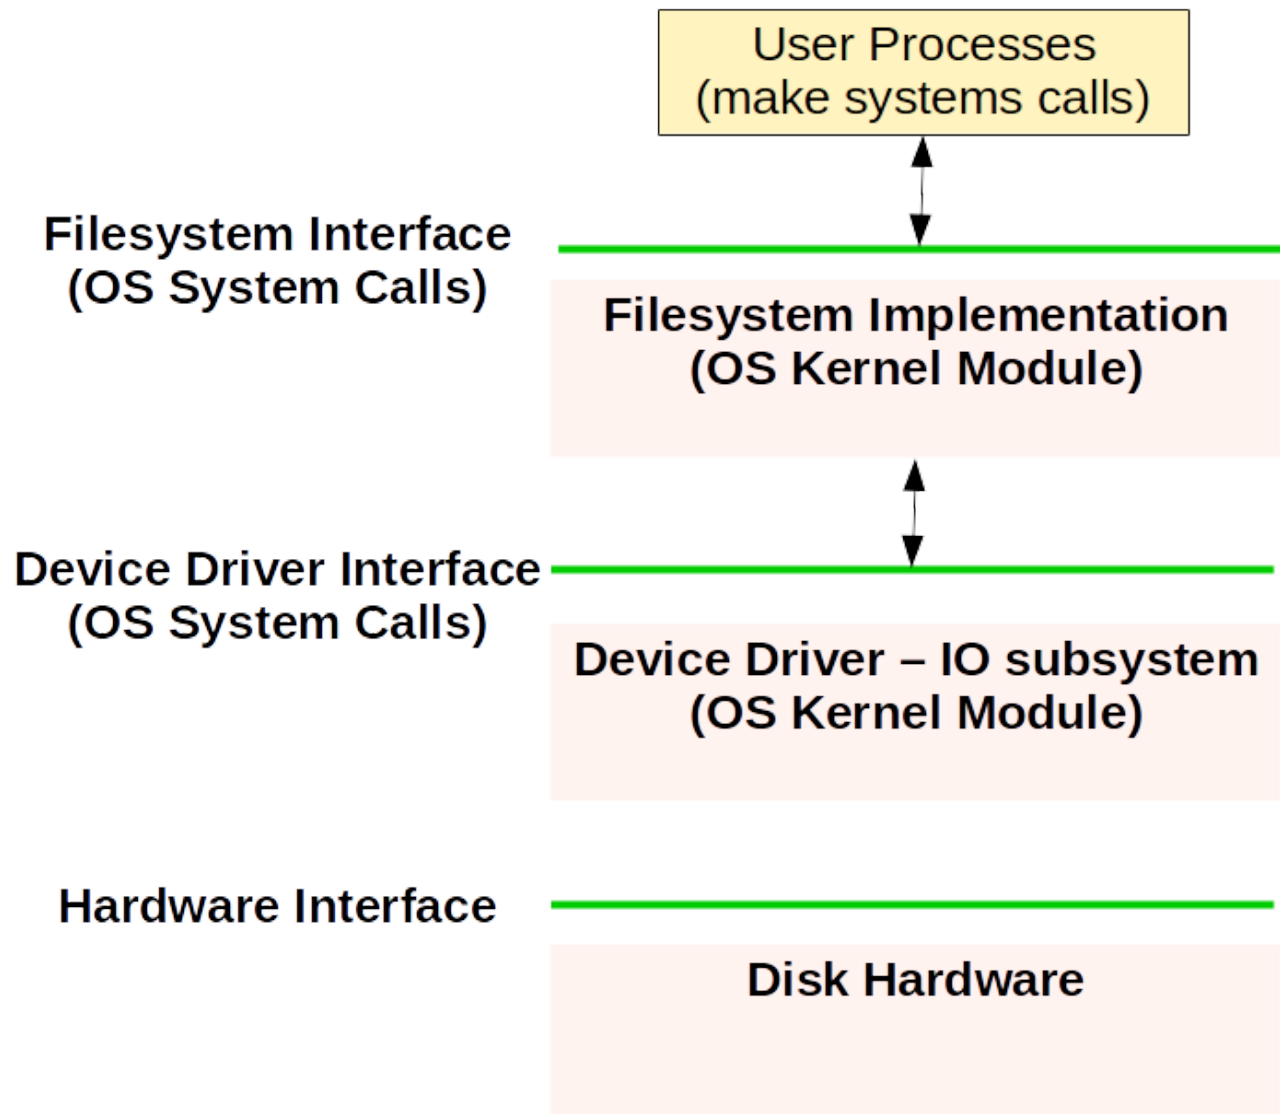 User Processes
(make systems calls)
Filesystem Interface
(OS System Calls)
Filesystem Implementation
(OS Kernel Module)
Device Driver Interface
(OS System Calls)
Device Driver – IO subsystem
(OS Kernel Module)
Hardware Interface
Disk Hardware